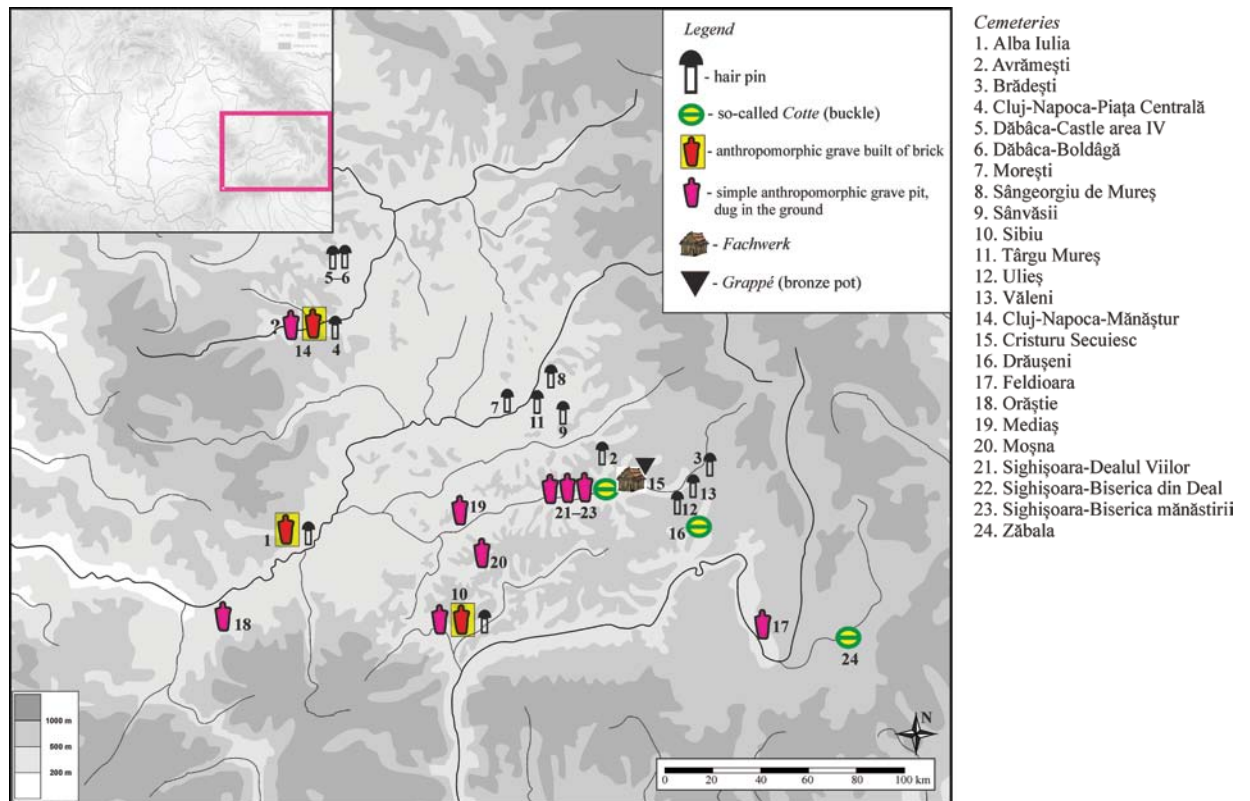 Legend
- hair pin
- so-called Cotte (buckle)
- anthropomorphic grave built of brick
- simple anthropomorphic grave pit,
dug in the ground
- Fachwerk
- Grappé (bronze pot)
5–6
?
14
4
8
7
11
9
2
3
15
13
12
21–23
19
16
1
20
10
18
17
24
1000 m
500 m
200 m
N
0 20 40 60 80 100 km
Cemeteries
1. Alba Iulia
2. Avrămești
3. Brădești
4. Cluj-Napoca-Piața Centrală
5. Dăbâca-Castle area IV
6. Dăbâca-Boldâgă
7. Morești
8. Sângeorgiu de Mureș
9. Sânvăsii
10. Sibiu
11. Târgu Mureș
12. Ulieș
13. Văleni
14. Cluj-Napoca-Mănăștur
15. Cristuru Secuiesc
16. Drăușeni
17. Feldioara
18. Orăștie
19. Mediaș
20. Moșna
21. Sighișoara-Dealul Viilor
22. Sighișoara-Biserica din Deal
23. Sighișoara-Biserica mănăstirii
24. Zăbala